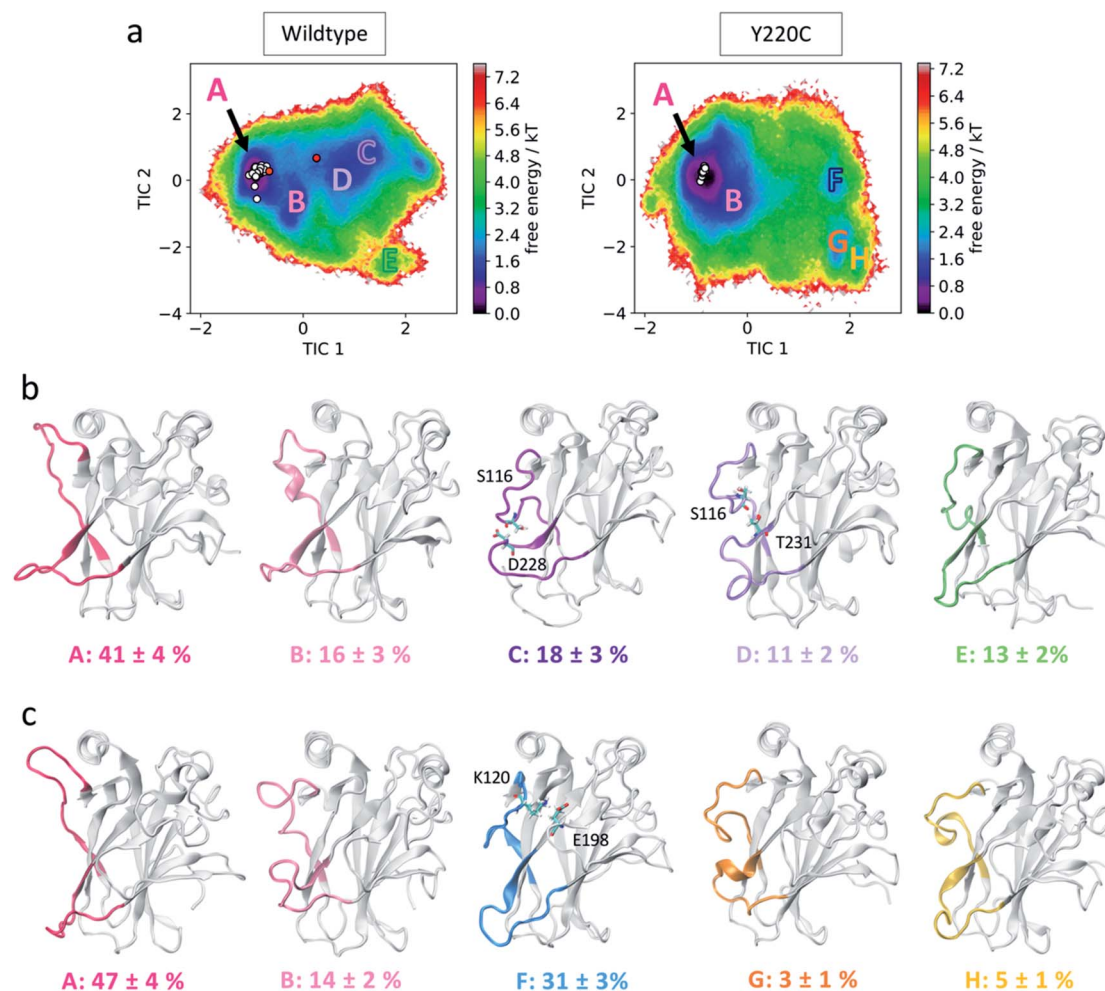 a
Wildtype
Y220C
A
B
C
D
E
2
0
−2
−4
TIC 2
−2
0
2
TIC 1
7.2
6.4
5.6
4.8
4.0
3.2
2.4
1.6
0.8
0.0
free energy / kT
A
B
F
G
H
2
0
−2
−4
TIC 2
−2
0
2
TIC 1
7.2
6.4
5.6
4.8
4.0
3.2
2.4
1.6
0.8
0.0
free energy / kT
b
S116
D228
S116
T231
A: 41 ± 4 %
B: 16 ± 3 %
C: 18 ± 3 %
D: 11 ± 2 %
E: 13 ± 2%
c
K120
E198
A: 47 ± 4 %
B: 14 ± 2 %
F: 31 ± 3%
G: 3 ± 1 %
H: 5 ± 1 %